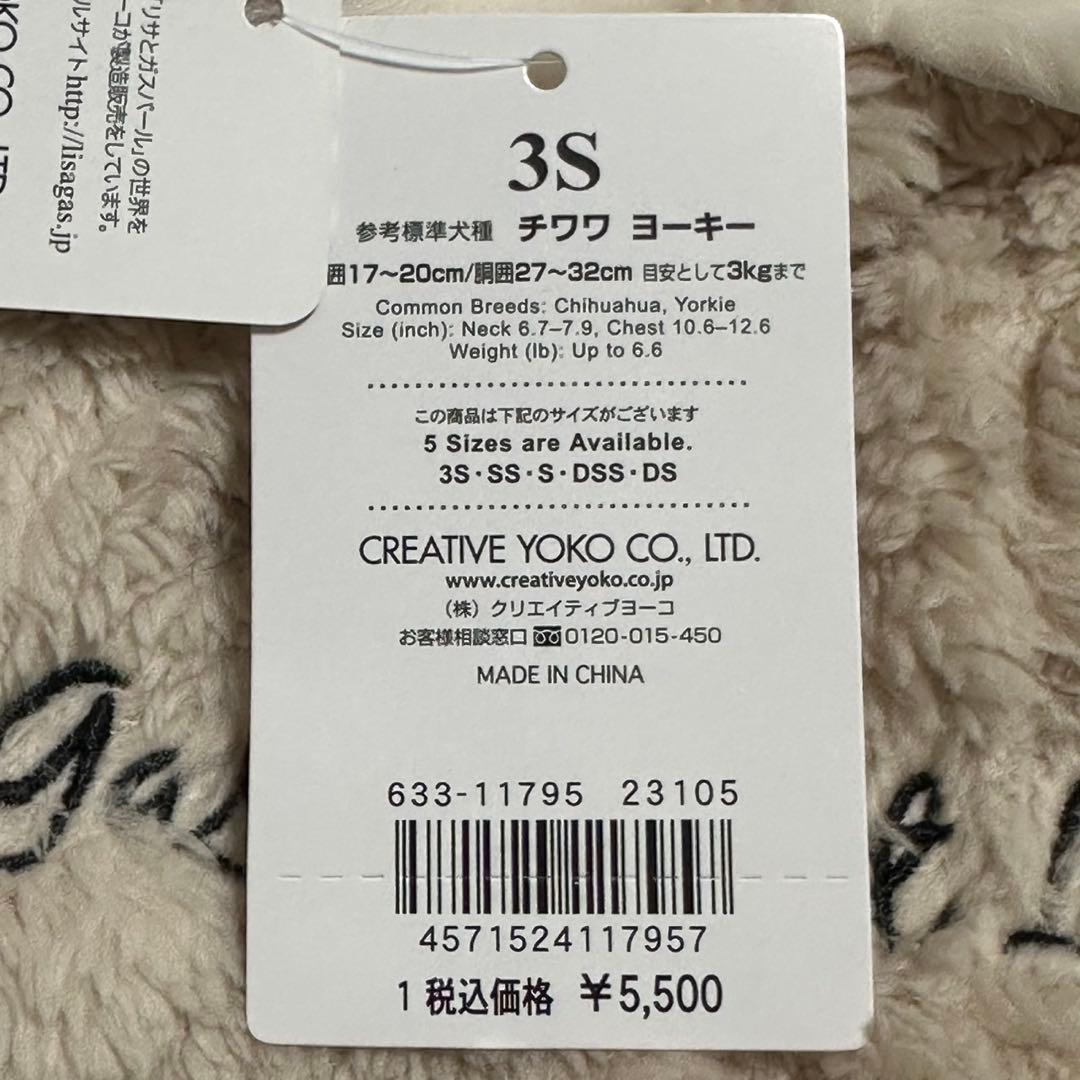 3S
参考標準犬種 チワワ ヨーキー
囲17〜20cm/胴囲27〜32cm 目安として3kgまで
Common Breeds: Chihuahua, Yorkie
Size (inch): Neck 6.7–7.9, Chest 10.6–12.6
Weight (lb): Up to 6.6
この商品は下記のサイズがございます
5 Sizes are Available.
3S・SS・S・DSS・DS
CREATIVE YOKO CO., LTD.
www.creativeyoko.co.jp
（株）クリエイティブヨーコ
お客様相談窓口 0120-015-450
MADE IN CHINA
633-11795 23105
4571524117957
1 税込価格 ¥5,500
「リサとガスパール」の世界を
ーコが製造販売をしています。
ルサイト http://lisagas.jp
OKO CO., LTD.